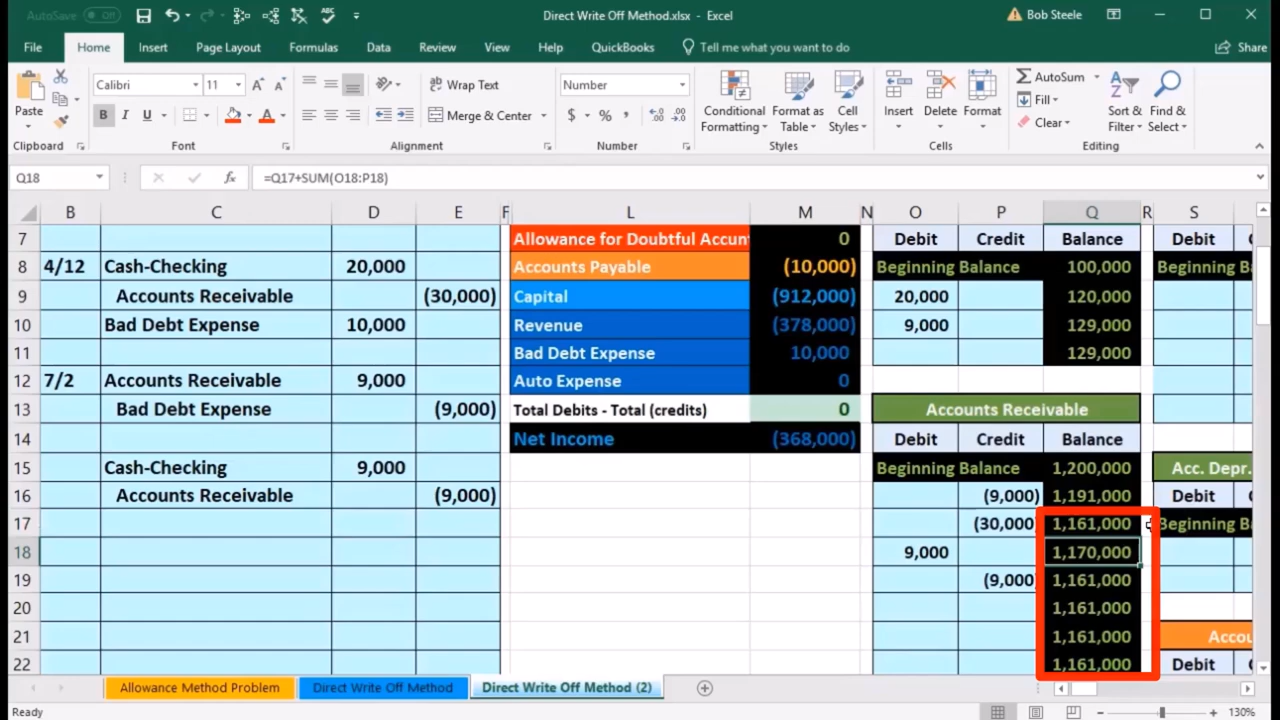 AutoSave Off
Direct Write Off Method.xlsx - Excel
Bob Steele
File Home Insert Page Layout Formulas Data Review View Help QuickBooks Tell me what you want to do Share
Calibri 11 Wrap Text Number AutoSum
Paste B I U Merge & Center $ % Conditional Formatting Format as Table Cell Styles Insert Delete Format Fill Clear Sort & Filter Find & Select
Clipboard Font Alignment Number Styles Cells Editing
Q18 fx =Q17+SUM(O18:P18)
B C D E F L M N O P Q R S
7 Allowance for Doubtful Accun 0 Debit Credit Balance Debit
8 4/12 Cash-Checking 20,000 Accounts Payable (10,000) Beginning Balance 100,000 Beginning Ba
9 Accounts Receivable (30,000) Capital (912,000) 20,000 120,000
10 Bad Debt Expense 10,000 Revenue (378,000) 9,000 129,000
11 Bad Debt Expense 10,000 129,000
12 7/2 Accounts Receivable 9,000 Auto Expense 0
13 Bad Debt Expense (9,000) Total Debits - Total (credits) 0 Accounts Receivable
14 Net Income (368,000) Debit Credit Balance
15 Cash-Checking 9,000 Beginning Balance 1,200,000 Acc. Depr.
16 Accounts Receivable (9,000) (9,000) 1,191,000 Debit C
17 (30,000 1,161,000 Beginning Ba
18 9,000 1,170,000
19 (9,000) 1,161,000
20 1,161,000
21 1,161,000 Accou
22 1,161,000 Debit C
Allowance Method Problem Direct Write Off Method Direct Write Off Method (2)
Ready 130%